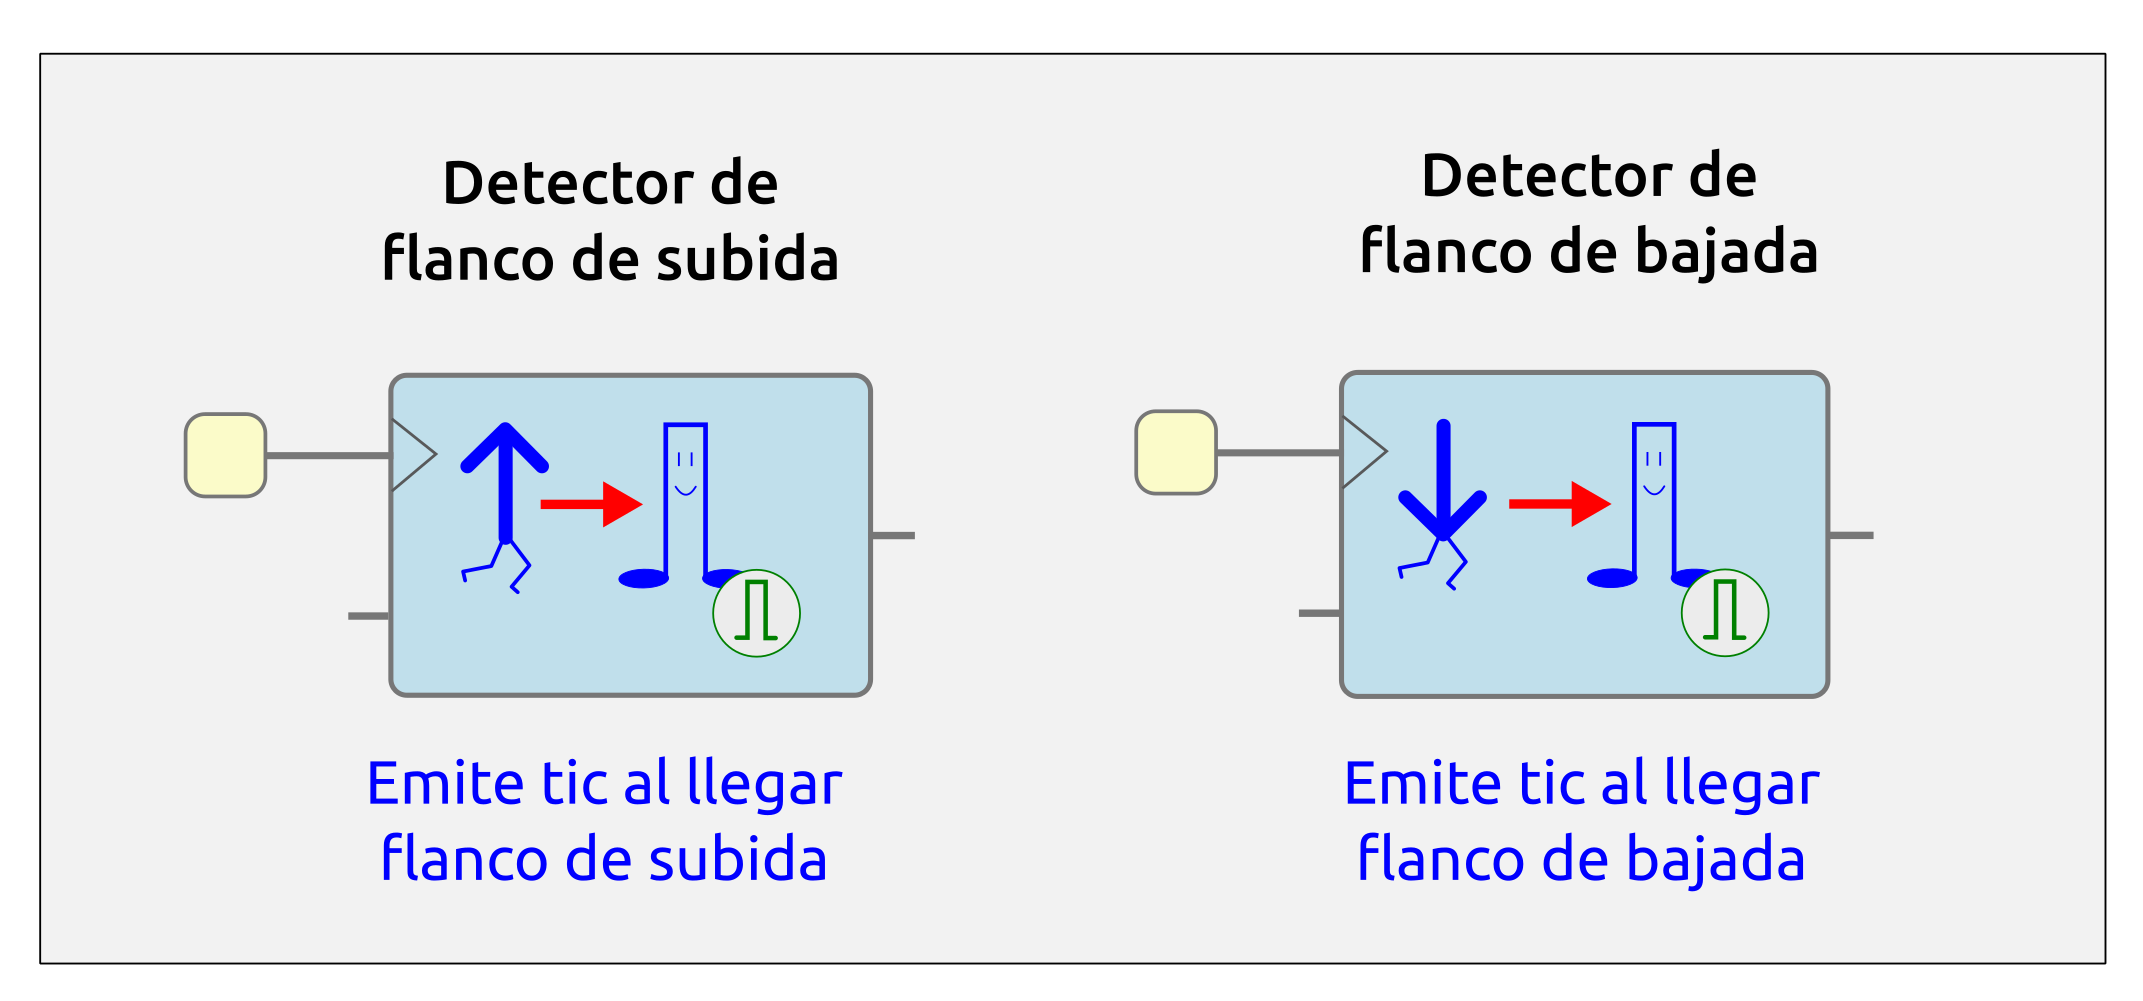 Detector de
flanco de subida
Emite tic al llegar
flanco de subida
Detector de
flanco de bajada
Emite tic al llegar
flanco de bajada